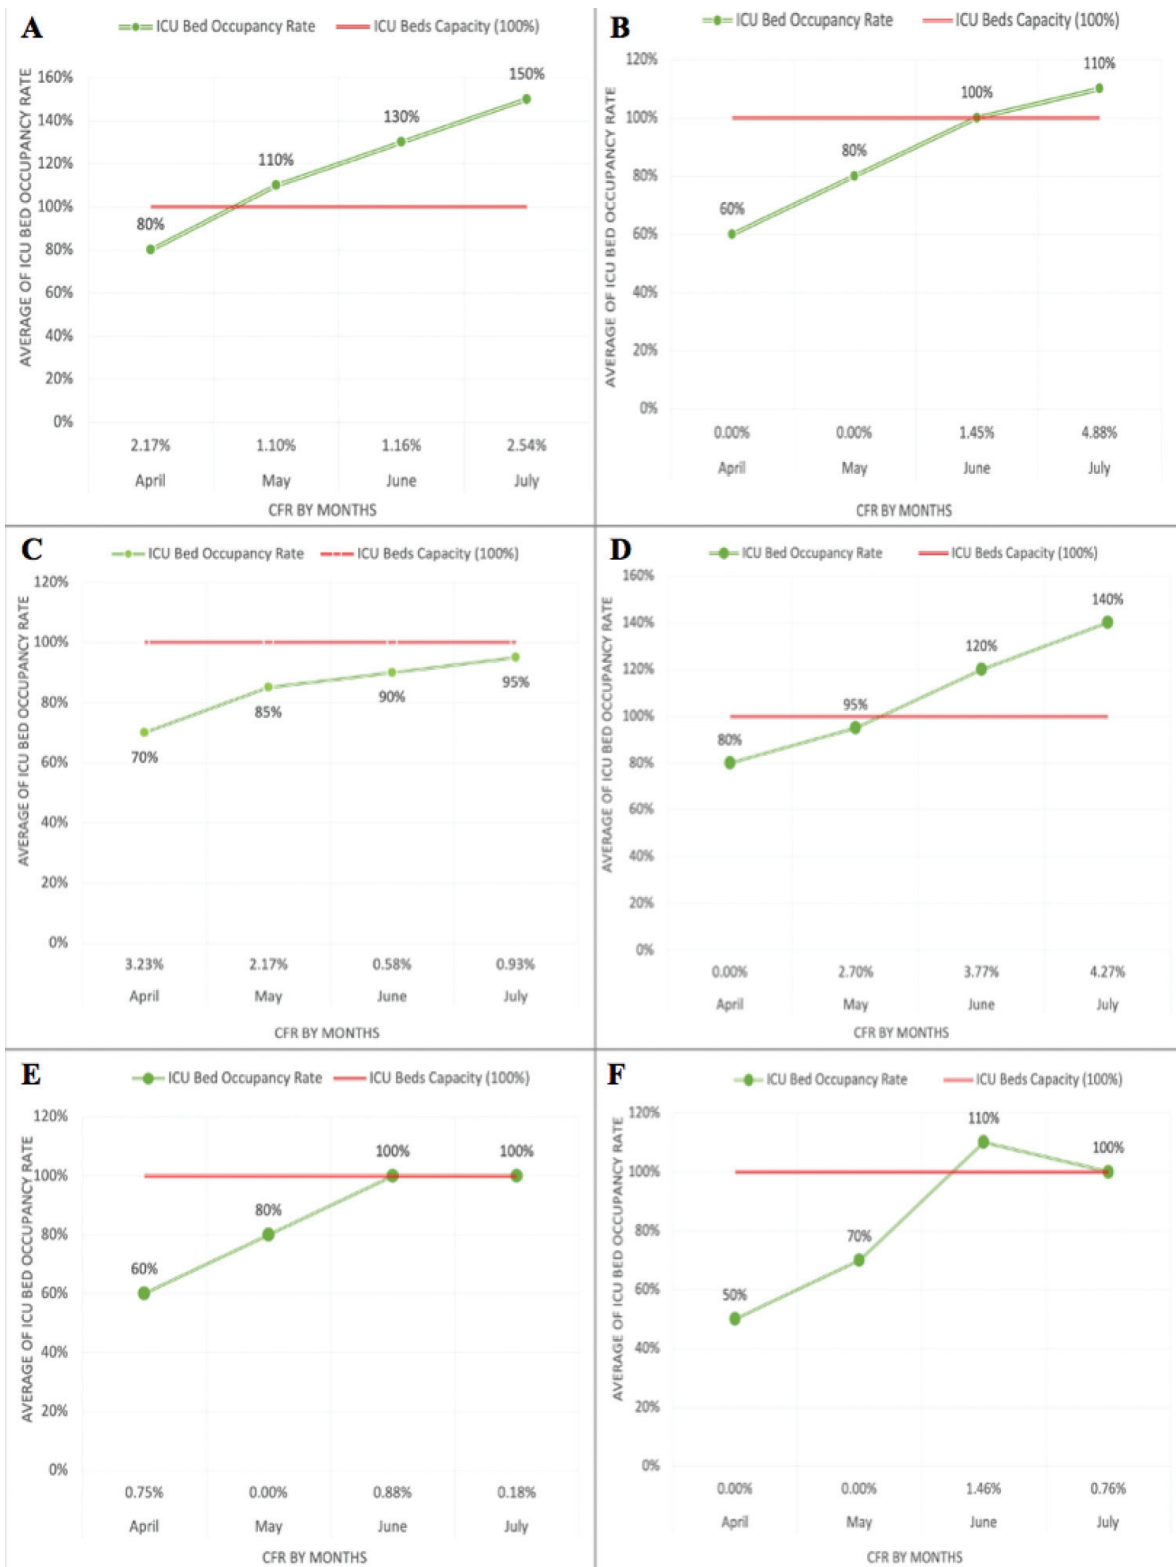 A
ICU Bed Occupancy Rate
ICU Beds Capacity (100%)
AVERAGE OF ICU BED OCCUPANCY RATE
160%
140%
120%
100%
80%
60%
40%
20%
0%
80%
110%
130%
150%
2.17% 1.10% 1.16% 2.54%
April May June July
CFR BY MONTHS
B
ICU Bed Occupancy Rate
ICU Beds Capacity (100%)
AVERAGE OF ICU BED OCCUPANCY RATE
120%
100%
80%
60%
40%
20%
0%
60%
80%
100%
110%
0.00% 0.00% 1.45% 4.88%
April May June July
CFR BY MONTHS
C
ICU Bed Occupancy Rate
ICU Beds Capacity (100%)
AVERAGE OF ICU BED OCCUPANCY RATE
120%
100%
80%
60%
40%
20%
0%
70%
85%
90%
95%
3.23% 2.17% 0.58% 0.93%
April May June July
CFR BY MONTHS
D
ICU Bed Occupancy Rate
ICU Beds Capacity (100%)
AVERAGE OF ICU BED OCCUPANCY RATE
160%
140%
120%
100%
80%
60%
40%
20%
0%
80%
95%
120%
140%
0.00% 2.70% 3.77% 4.27%
April May June July
CFR BY MONTHS
E
ICU Bed Occupancy Rate
ICU Beds Capacity (100%)
AVERAGE OF ICU BED OCCUPANCY RATE
120%
100%
80%
60%
40%
20%
0%
60%
80%
100%
100%
0.75% 0.00% 0.88% 0.18%
April May June July
CFR BY MONTHS
F
ICU Bed Occupancy Rate
ICU Beds Capacity (100%)
AVERAGE OF ICU BED OCCUPANCY RATE
120%
100%
80%
60%
40%
20%
0%
50%
70%
110%
100%
0.00% 0.00% 1.46% 0.76%
April May June July
CFR BY MONTHS